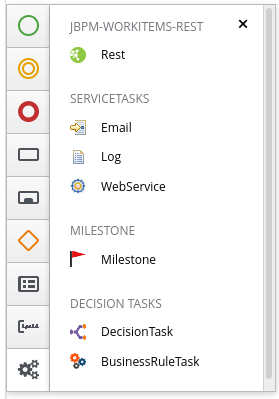 JBPM-WORKITEMS-REST
Rest
SERVICETASKS
Email
Log
WebService
MILESTONE
Milestone
DECISION TASKS
DecisionTask
BusinessRuleTask